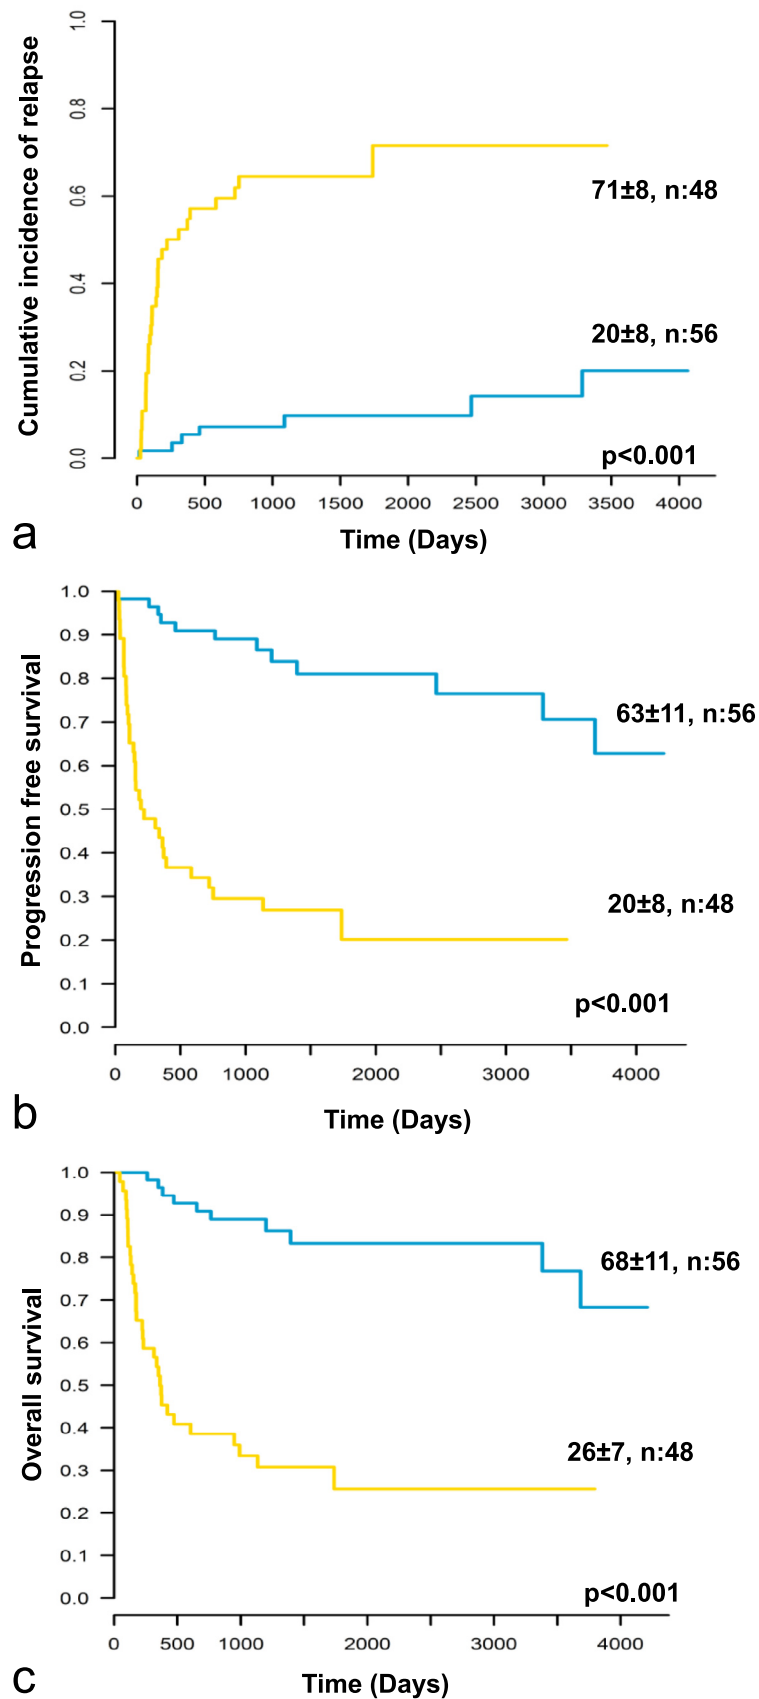 Cumulative incidence of relapse
1.0
0.8
0.6
0.4
0.2
0.0
71±8, n:48
20±8, n:56
p<0.001
0 500 1000 1500 2000 2500 3000 3500 4000
Time (Days)
a
Progression free survival
1.0
0.9
0.8
0.7
0.6
0.5
0.4
0.3
0.2
0.1
0.0
63±11, n:56
20±8, n:48
p<0.001
0 500 1000 2000 3000 4000
Time (Days)
b
Overall survival
1.0
0.9
0.8
0.7
0.6
0.5
0.4
0.3
0.2
0.1
0.0
68±11, n:56
26±7, n:48
p<0.001
0 500 1000 2000 3000 4000
Time (Days)
c